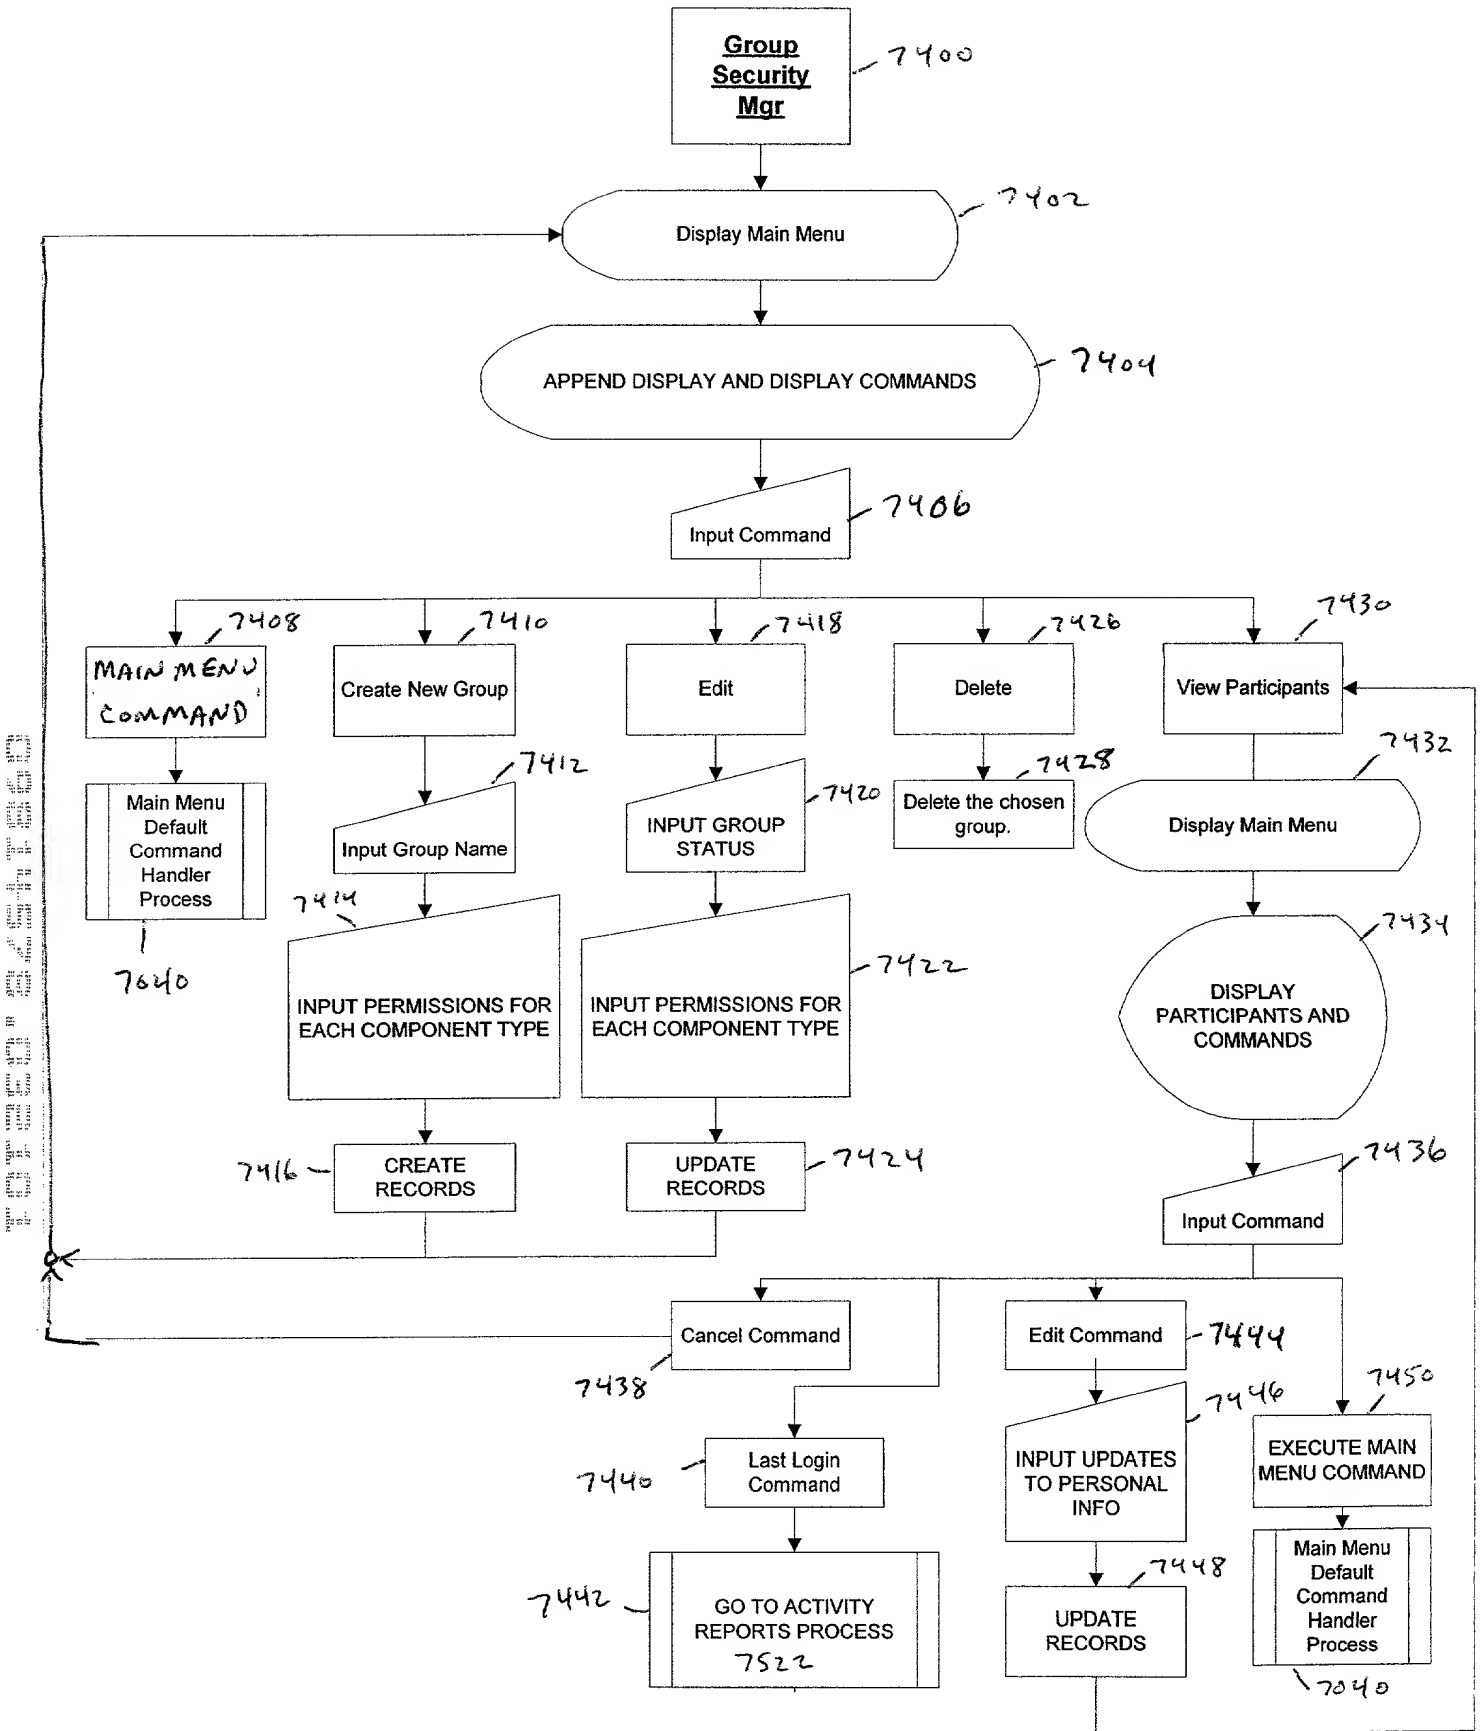 Group
Security
Mgr
7400
Display Main Menu
7402
APPEND DISPLAY AND DISPLAY COMMANDS
7404
Input Command
7406
7408
MAIN MENU
COMMAND
7410
Create New Group
7418
Edit
7426
Delete
7430
View Participants
Main Menu
Default
Command
Handler
Process
7040
7412
Input Group Name
7420
INPUT GROUP
STATUS
7428
Delete the chosen
group.
7432
Display Main Menu
7414
INPUT PERMISSIONS FOR
EACH COMPONENT TYPE
7422
INPUT PERMISSIONS FOR
EACH COMPONENT TYPE
7434
DISPLAY
PARTICIPANTS AND
COMMANDS
7416
CREATE
RECORDS
7424
UPDATE
RECORDS
7436
Input Command
Cancel Command
7438
Edit Command
7444
7440
Last Login
Command
7446
INPUT UPDATES
TO PERSONAL
INFO
7450
EXECUTE MAIN
MENU COMMAND
7442
GO TO ACTIVITY
REPORTS PROCESS
7522
7448
UPDATE
RECORDS
Main Menu
Default
Command
Handler
Process
7040